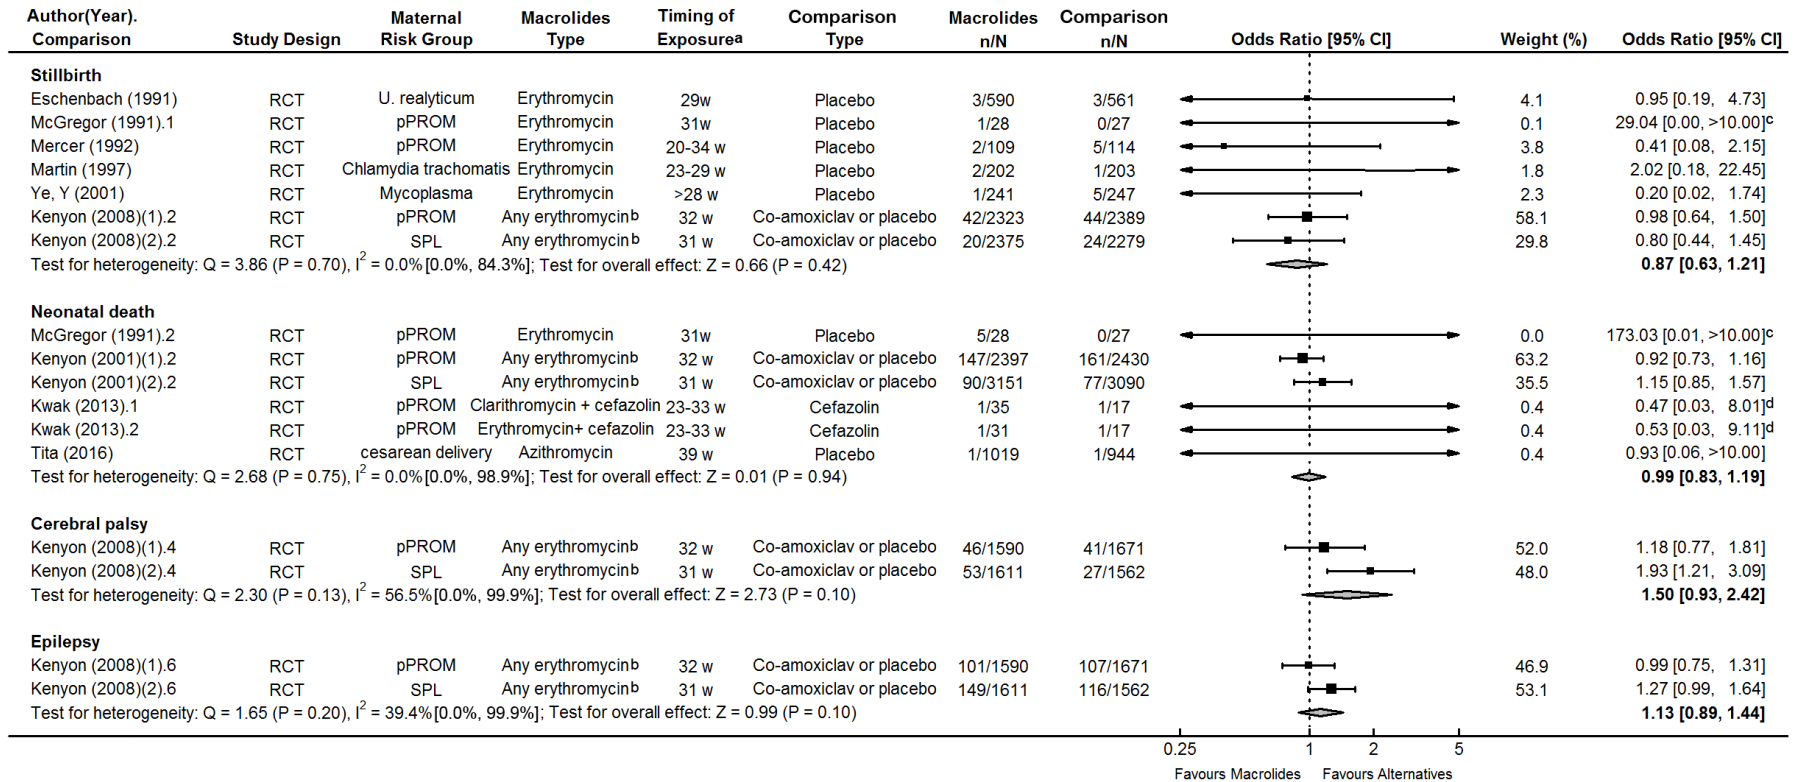 Author(Year). Maternal Macrolides Timing of Comparison Macrolides Comparison
Comparison Study Design Risk Group Type Exposurea Type n/N n/N Odds Ratio [95% CI] Weight (%) Odds Ratio [95% CI]
Stillbirth
Eschenbach (1991) RCT U. realyticum Erythromycin 29w Placebo 3/590 3/561 4.1 0.95 [0.19, 4.73]
McGregor (1991).1 RCT pPROM Erythromycin 31w Placebo 1/28 0/27 0.1 29.04 [0.00, >10.00]c
Mercer (1992) RCT pPROM Erythromycin 20-34 w Placebo 2/109 5/114 3.8 0.41 [0.08, 2.15]
Martin (1997) RCT Chlamydia trachomatis Erythromycin 23-29 w Placebo 2/202 1/203 1.8 2.02 [0.18, 22.45]
Ye, Y (2001) RCT Mycoplasma Erythromycin >28 w Placebo 1/241 5/247 2.3 0.20 [0.02, 1.74]
Kenyon (2008)(1).2 RCT pPROM Any erythromycinb 32 w Co-amoxiclav or placebo 42/2323 44/2389 58.1 0.98 [0.64, 1.50]
Kenyon (2008)(2).2 RCT SPL Any erythromycinb 31 w Co-amoxiclav or placebo 20/2375 24/2279 29.8 0.80 [0.44, 1.45]
Test for heterogeneity: Q = 3.86 (P = 0.70), I2 = 0.0%[0.0%, 84.3%]; Test for overall effect: Z = 0.66 (P = 0.42) 0.87 [0.63, 1.21]
Neonatal death
McGregor (1991).2 RCT pPROM Erythromycin 31w Placebo 5/28 0/27 0.0 173.03 [0.01, >10.00]c
Kenyon (2001)(1).2 RCT pPROM Any erythromycinb 32 w Co-amoxiclav or placebo 147/2397 161/2430 63.2 0.92 [0.73, 1.16]
Kenyon (2001)(2).2 RCT SPL Any erythromycinb 31 w Co-amoxiclav or placebo 90/3151 77/3090 35.5 1.15 [0.85, 1.57]
Kwak (2013).1 RCT pPROM Clarithromycin + cefazolin 23-33 w Cefazolin 1/35 1/17 0.4 0.47 [0.03, 8.01]d
Kwak (2013).2 RCT pPROM Erythromycin+ cefazolin 23-33 w Cefazolin 1/31 1/17 0.4 0.53 [0.03, 9.11]d
Tita (2016) RCT cesarean delivery Azithromycin 39 w Placebo 1/1019 1/944 0.4 0.93 [0.06, >10.00]
Test for heterogeneity: Q = 2.68 (P = 0.75), I2 = 0.0%[0.0%, 98.9%]; Test for overall effect: Z = 0.01 (P = 0.94) 0.99 [0.83, 1.19]
Cerebral palsy
Kenyon (2008)(1).4 RCT pPROM Any erythromycinb 32 w Co-amoxiclav or placebo 46/1590 41/1671 52.0 1.18 [0.77, 1.81]
Kenyon (2008)(2).4 RCT SPL Any erythromycinb 31 w Co-amoxiclav or placebo 53/1611 27/1562 48.0 1.93 [1.21, 3.09]
Test for heterogeneity: Q = 2.30 (P = 0.13), I2 = 56.5%[0.0%, 99.9%]; Test for overall effect: Z = 2.73 (P = 0.10) 1.50 [0.93, 2.42]
Epilepsy
Kenyon (2008)(1).6 RCT pPROM Any erythromycinb 32 w Co-amoxiclav or placebo 101/1590 107/1671 46.9 0.99 [0.75, 1.31]
Kenyon (2008)(2).6 RCT SPL Any erythromycinb 31 w Co-amoxiclav or placebo 149/1611 116/1562 53.1 1.27 [0.99, 1.64]
Test for heterogeneity: Q = 1.65 (P = 0.20), I2 = 39.4%[0.0%, 99.9%]; Test for overall effect: Z = 0.99 (P = 0.10) 1.13 [0.89, 1.44]
0.25 1 2 5
Favours Macrolides Favours Alternatives